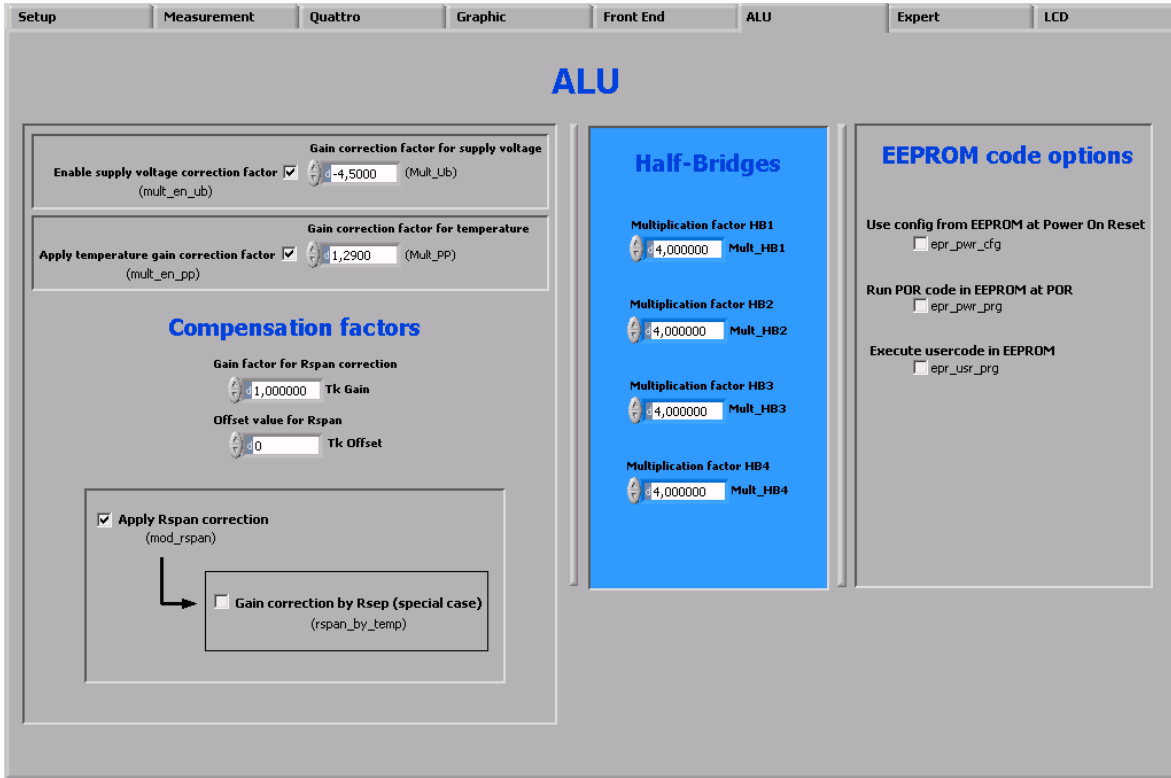 Setup Measurement Quattro Graphic Front End ALU Expert LCD
ALU
Gain correction factor for supply voltage
Enable supply voltage correction factor d -4,5000 (Mult_Ub)
(mult_en_ub)
Gain correction factor for temperature
Apply temperature gain correction factor d 1,2900 (Mult_PP)
(mult_en_pp)
Compensation factors
Gain factor for Rspan correction
d 1,000000 Tk Gain
Offset value for Rspan
d 0 Tk Offset
Apply Rspan correction
(mod_rspan)
Gain correction by Rsep (special case)
(rspan_by_temp)
Half-Bridges
Multiplication factor HB1
d 4,000000 Mult_HB1
Multiplication factor HB2
d 4,000000 Mult_HB2
Multiplication factor HB3
d 4,000000 Mult_HB3
Multiplication factor HB4
d 4,000000 Mult_HB4
EEPROM code options
Use config from EEPROM at Power On Reset
epr_pwr_cfg
Run POR code in EEPROM at POR
epr_pwr_prg
Execute usercode in EEPROM
epr_usr_prg